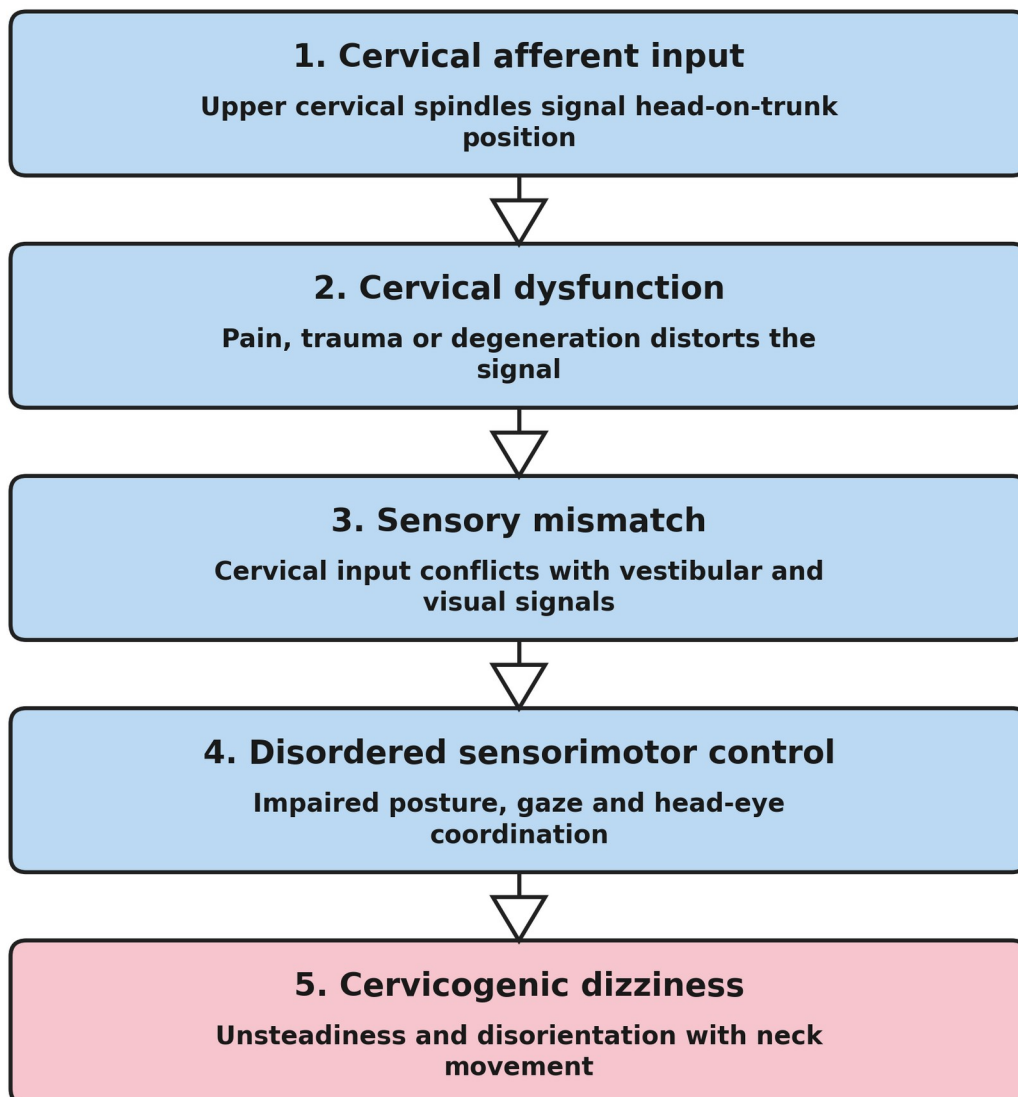 1. Cervical afferent input
Upper cervical spindles signal head-on-trunk
position
2. Cervical dysfunction
Pain, trauma or degeneration distorts the
signal
3. Sensory mismatch
Cervical input conflicts with vestibular and
visual signals
4. Disordered sensorimotor control
Impaired posture, gaze and head-eye
coordination
5. Cervicogenic dizziness
Unsteadiness and disorientation with neck
movement